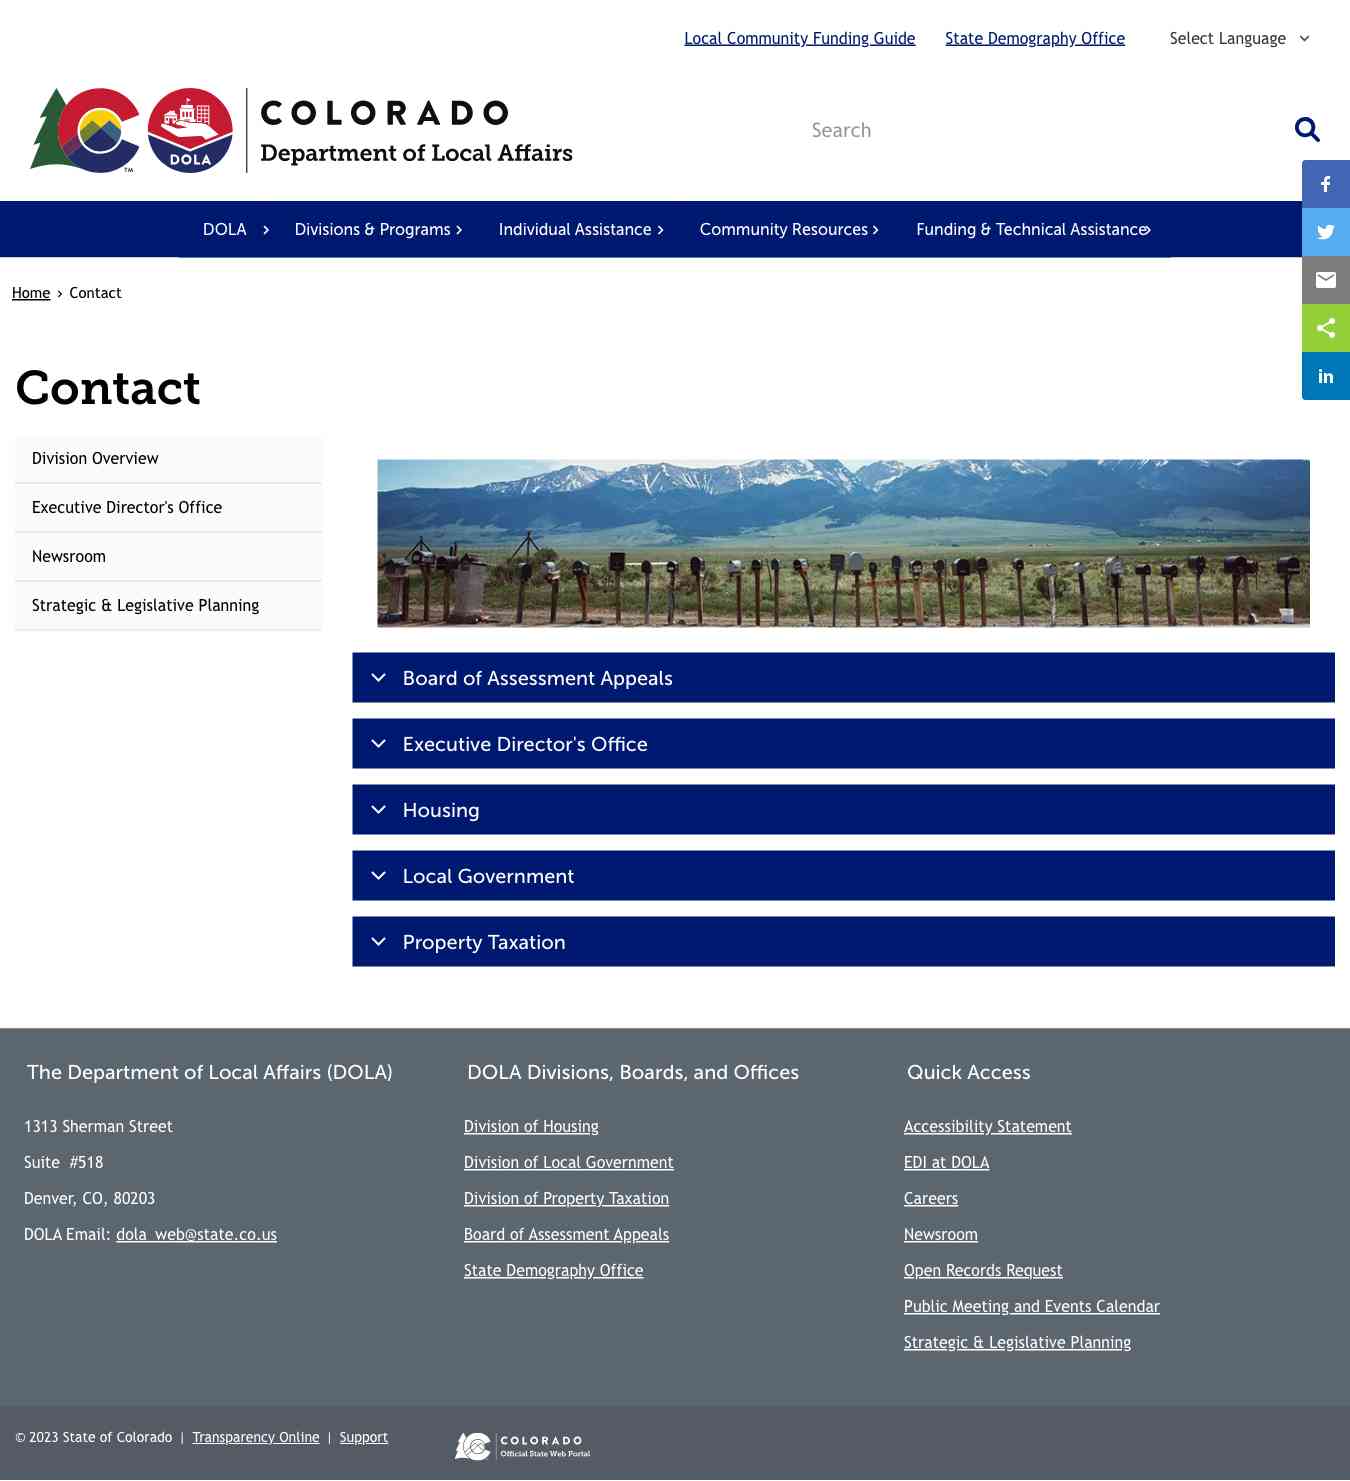 Local Community Funding Guide State Demography Office Select Language
COLORADO
Department of Local Affairs
DOLA
TM
Search
DOLA Divisions & Programs Individual Assistance Community Resources Funding & Technical Assistance
Home › Contact
Contact
Division Overview
Executive Director's Office
Newsroom
Strategic & Legislative Planning
Board of Assessment Appeals
Executive Director's Office
Housing
Local Government
Property Taxation
The Department of Local Affairs (DOLA)
1313 Sherman Street
Suite #518
Denver, CO, 80203
DOLA Email: dola_web@state.co.us
DOLA Divisions, Boards, and Offices
Division of Housing
Division of Local Government
Division of Property Taxation
Board of Assessment Appeals
State Demography Office
Quick Access
Accessibility Statement
EDI at DOLA
Careers
Newsroom
Open Records Request
Public Meeting and Events Calendar
Strategic & Legislative Planning
© 2023 State of Colorado | Transparency Online | Support
COLORADO
Official State Web Portal